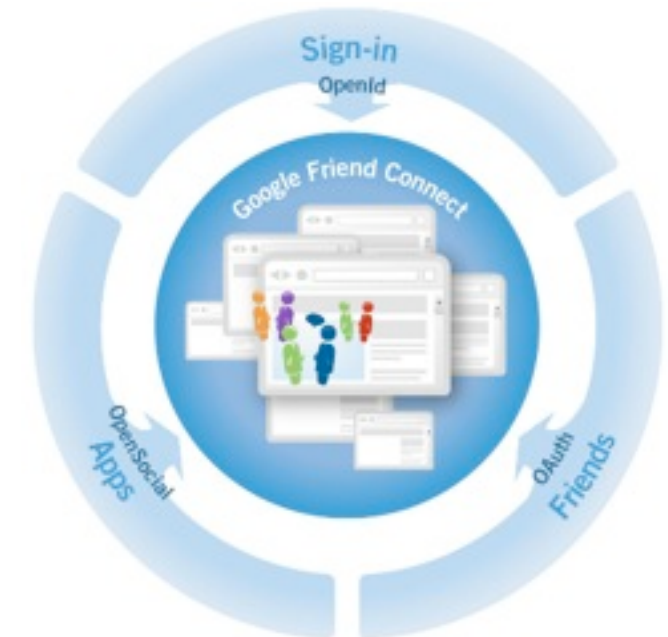 Sign-in
OpenId
Google Friend Connect
OpenSocial
Apps
OAuth
Friends